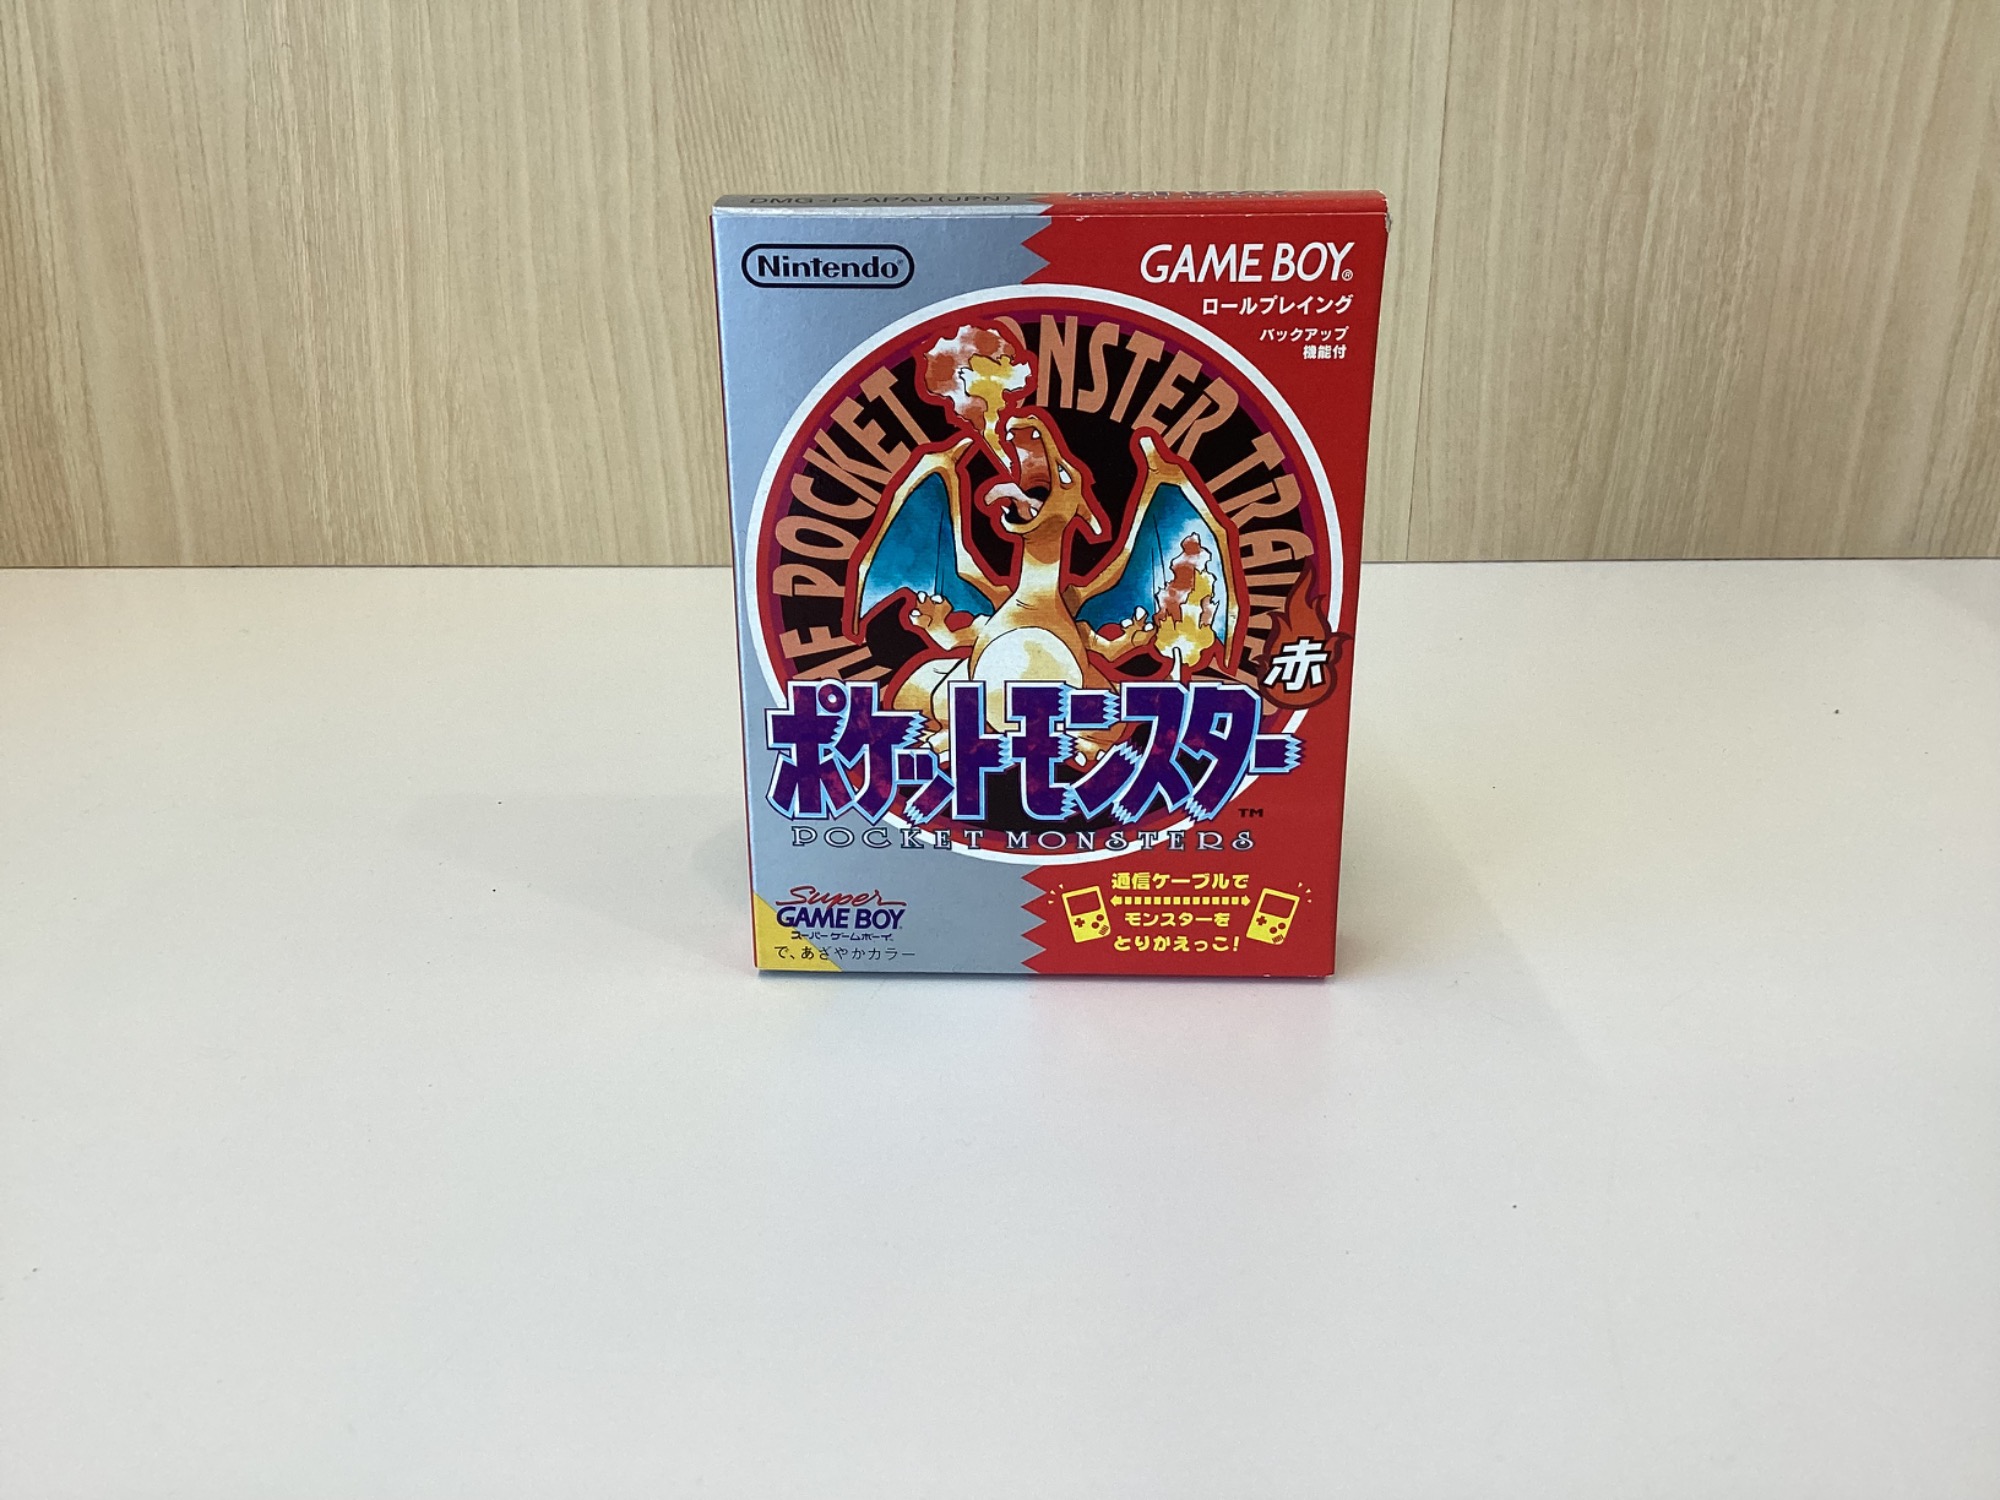 DMG-P-APAJ(JPN)
Nintendo®
GAME BOY®
ロールプレイング
バックアップ
機能付
POCKET MONSTER
赤
ポケットモンスター
TM
POCKET MONSTERS
Super
GAME BOY
スーパーゲームボーイ
で、あざやかカラー
通信ケーブルで
モンスターを
とりかえっこ!